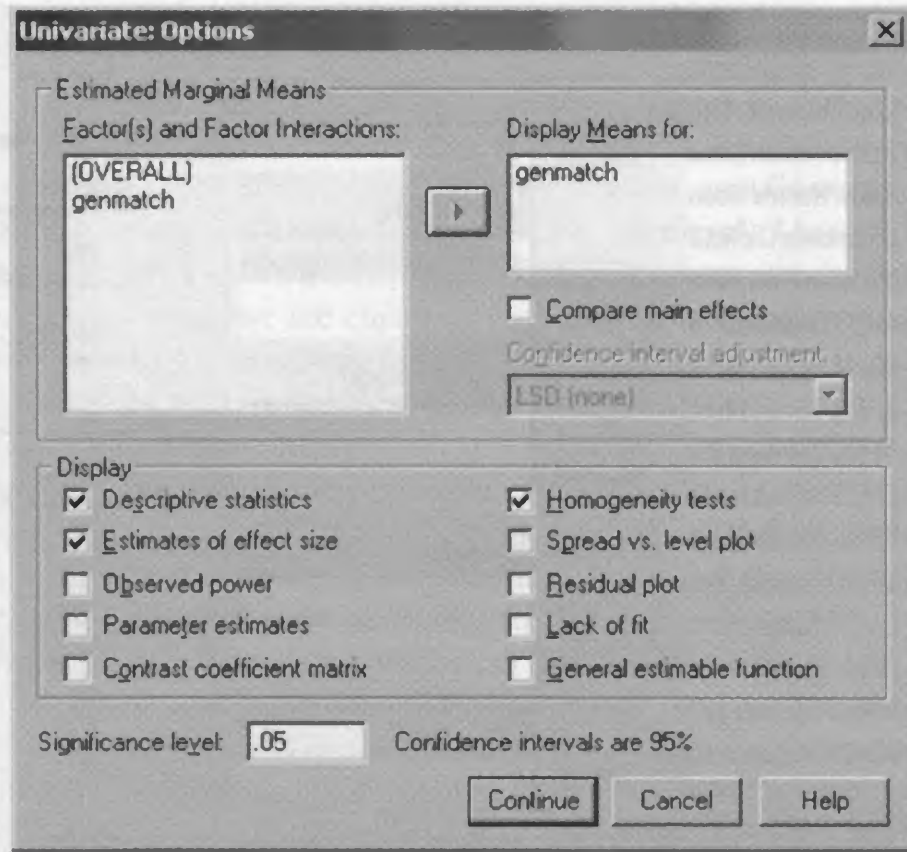 Univariate: Options
Estimated Marginal Means
Factor(s) and Factor Interactions:
(OVERALL)
genmatch
Display Means for:
genmatch
Compare main effects
Confidence interval adjustment:
LSD (none)
Display
Descriptive statistics
Estimates of effect size
Observed power
Parameter estimates
Contrast coefficient matrix
Homogeneity tests
Spread vs. level plot
Residual plot
Lack of fit
General estimable function
Significance level: .05 Confidence intervals are 95%
Continue Cancel Help